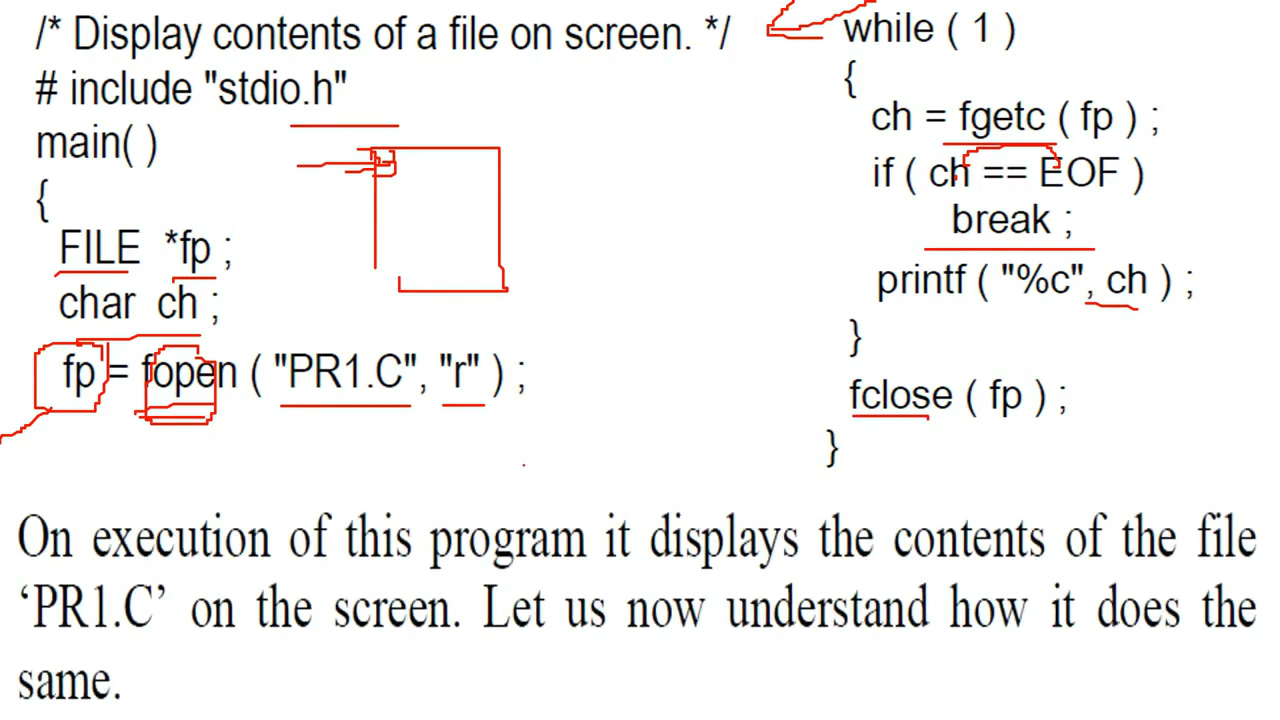 /* Display contents of a file on screen. */
# include "stdio.h"
main( )
{
FILE *fp ;
char ch ;
fp = fopen ( "PR1.C", "r" ) ;
while ( 1 )
{
ch = fgetc ( fp ) ;
if ( ch == EOF )
break ;
printf ( "%c", ch ) ;
}
fclose ( fp ) ;
}
On execution of this program it displays the contents of the file
‘PR1.C’ on the screen. Let us now understand how it does the
same.